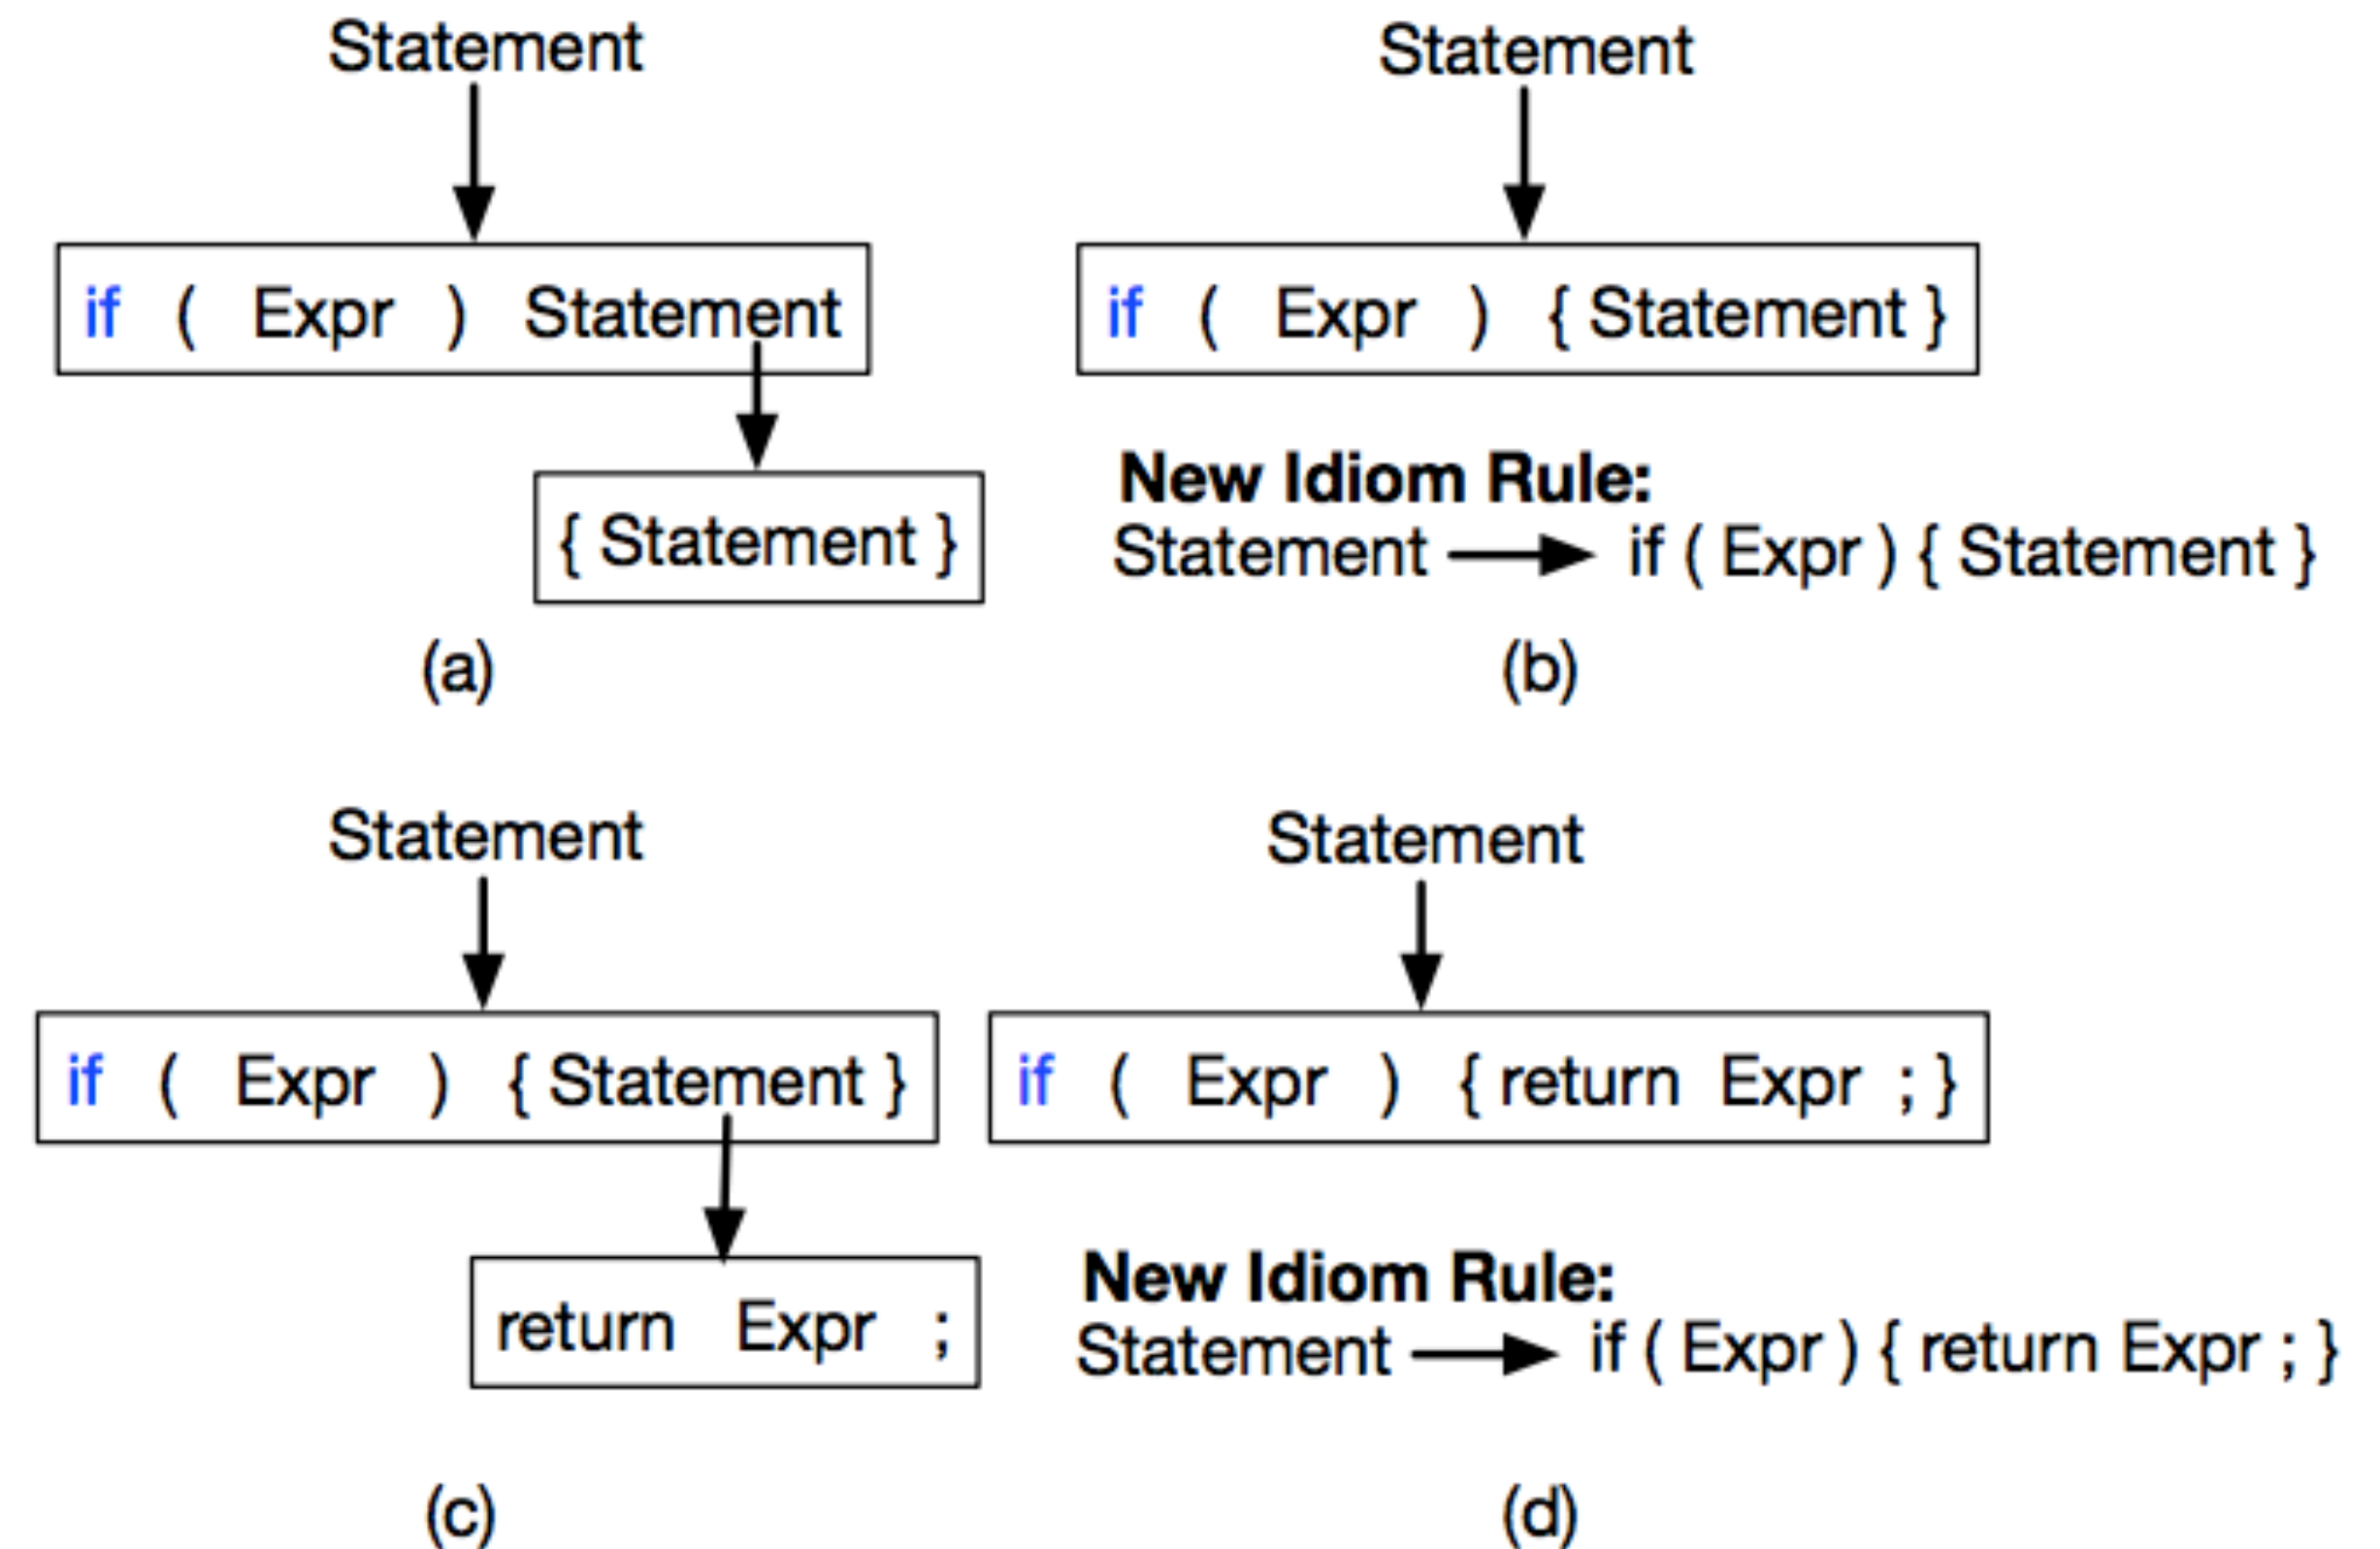 Statement
if ( Expr ) Statement
{ Statement }
(a)
Statement
if ( Expr ) { Statement }
New Idiom Rule:
Statement if ( Expr ) { Statement }
(b)
Statement
if ( Expr ) { Statement }
return Expr ;
(c)
Statement
if ( Expr ) { return Expr ; }
New Idiom Rule:
Statement if ( Expr ) { return Expr ; }
(d)